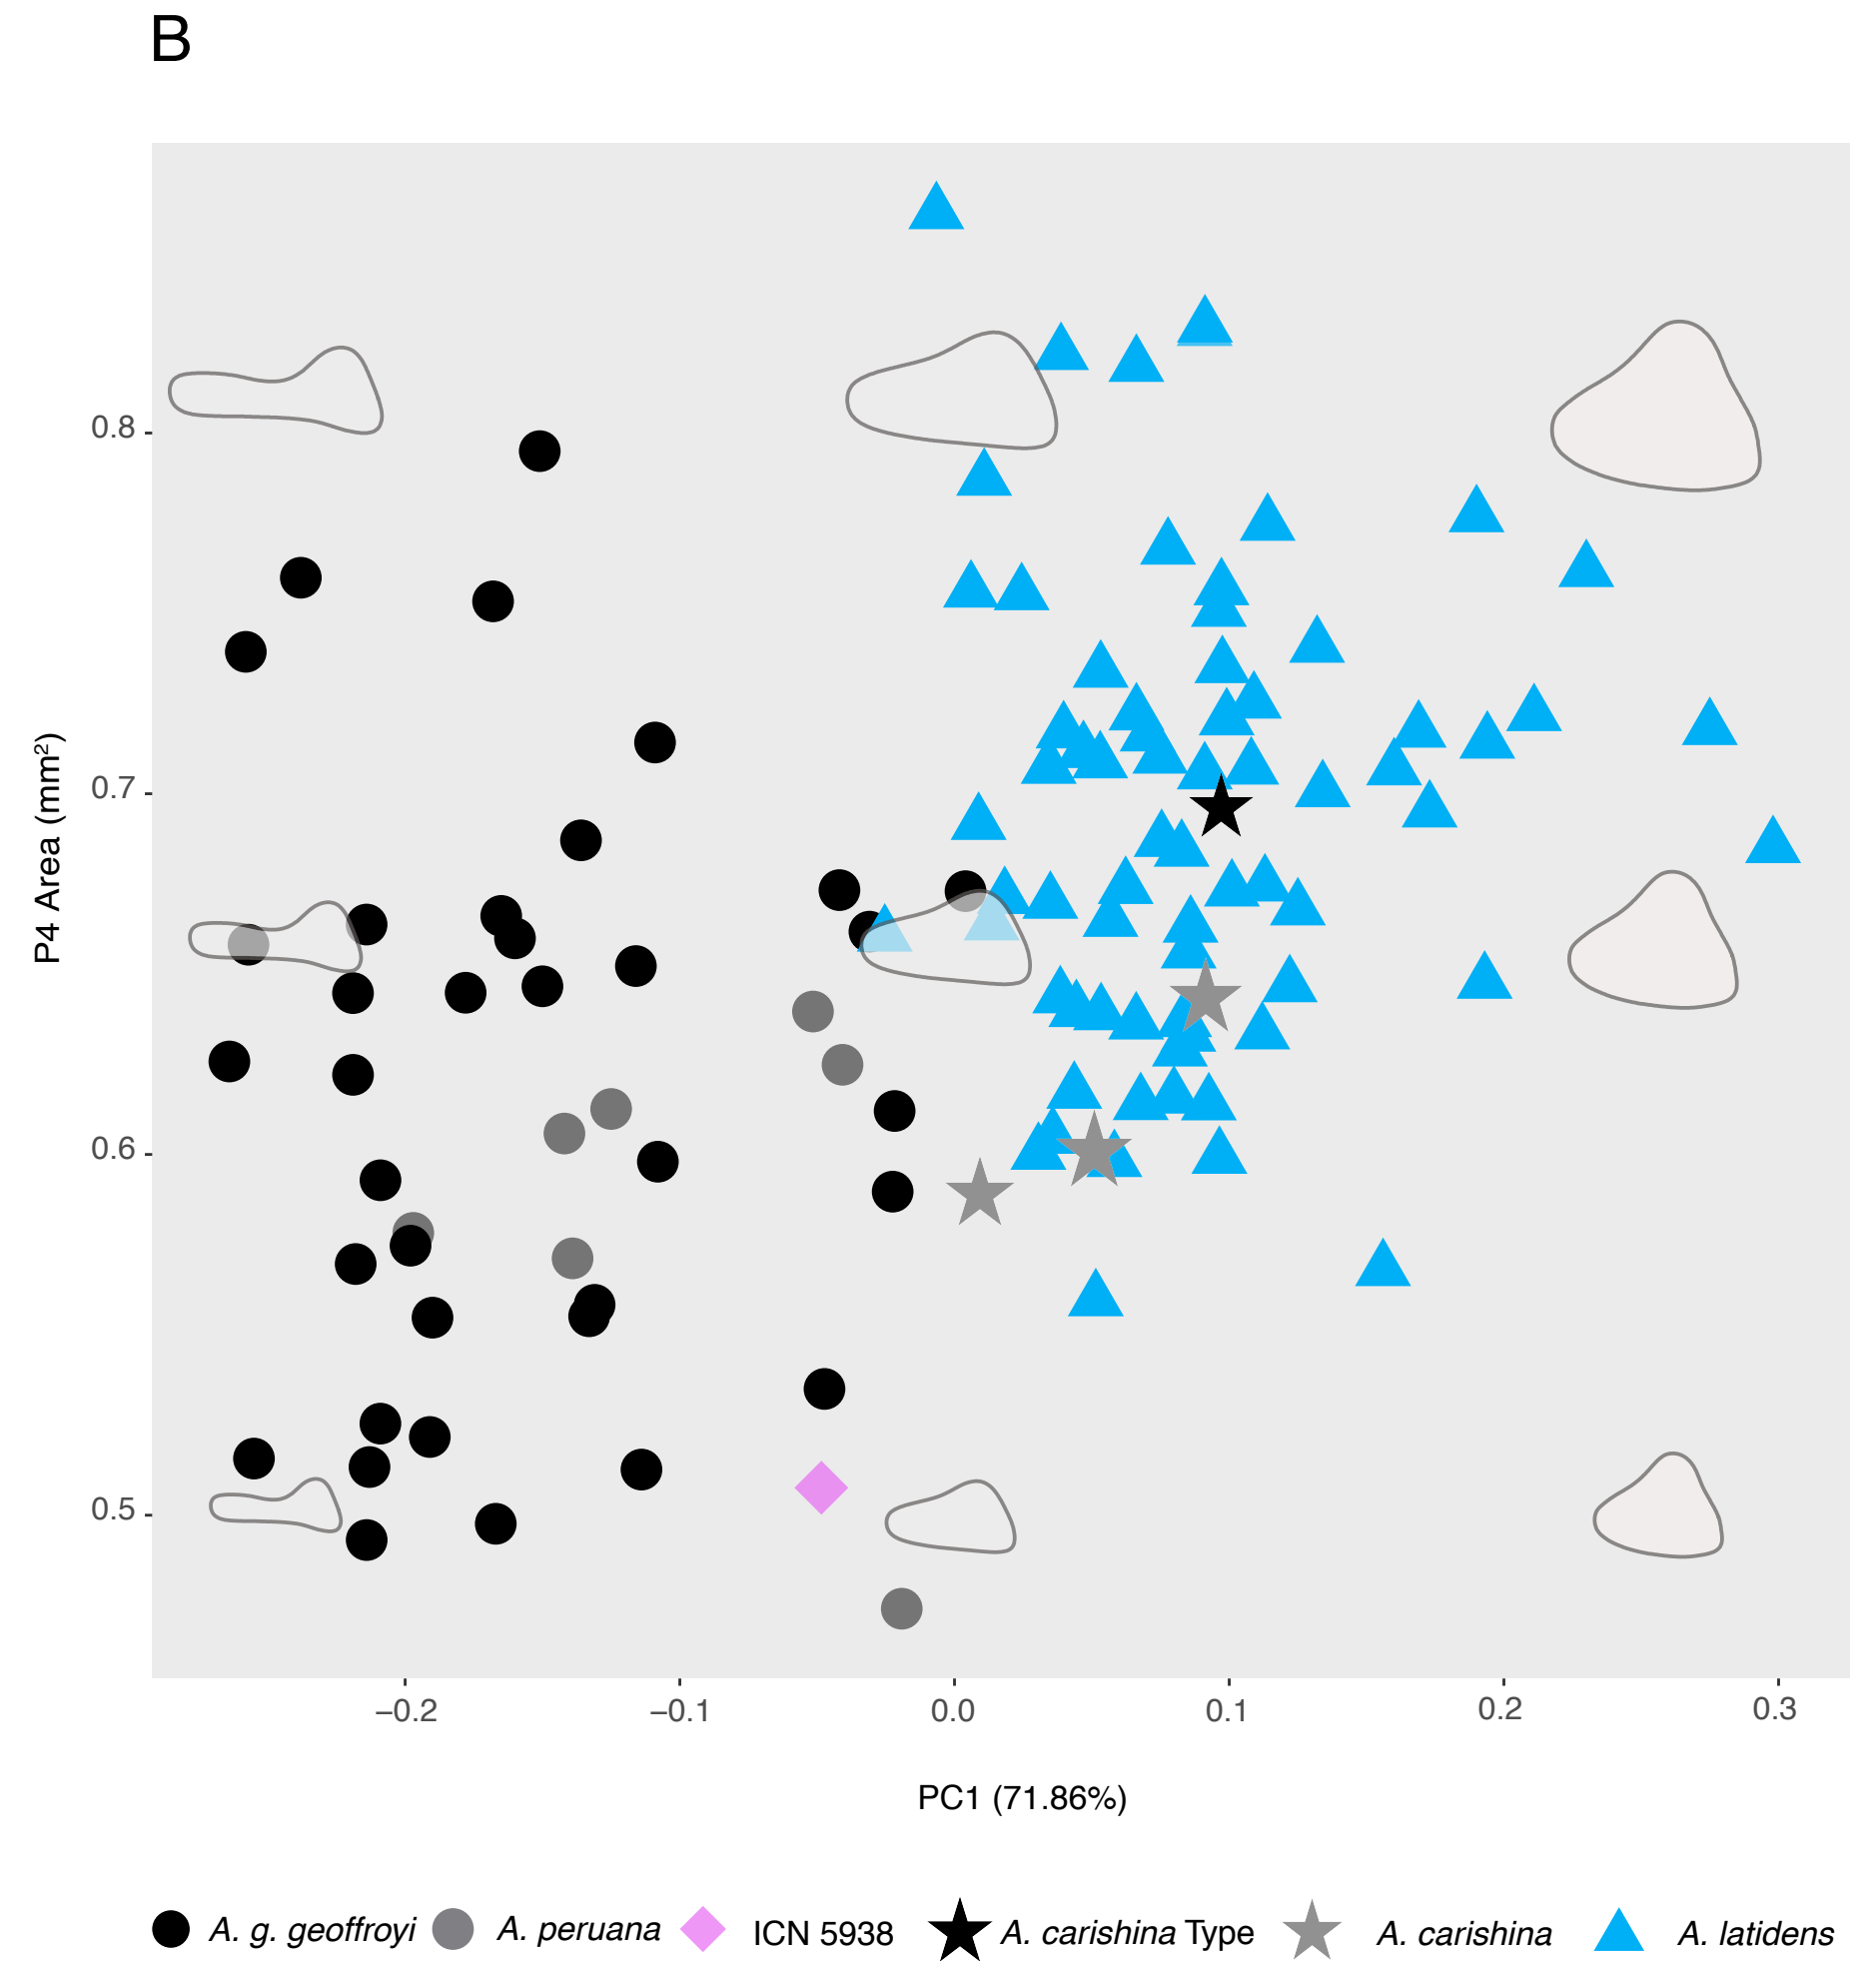 B
P4 Area (mm²)
0.8
0.7
0.6
0.5
−0.2 −0.1 0.0 0.1 0.2 0.3
PC1 (71.86%)
A. g. geoffroyi A. peruana ICN 5938 A. carishina Type A. carishina A. latidens